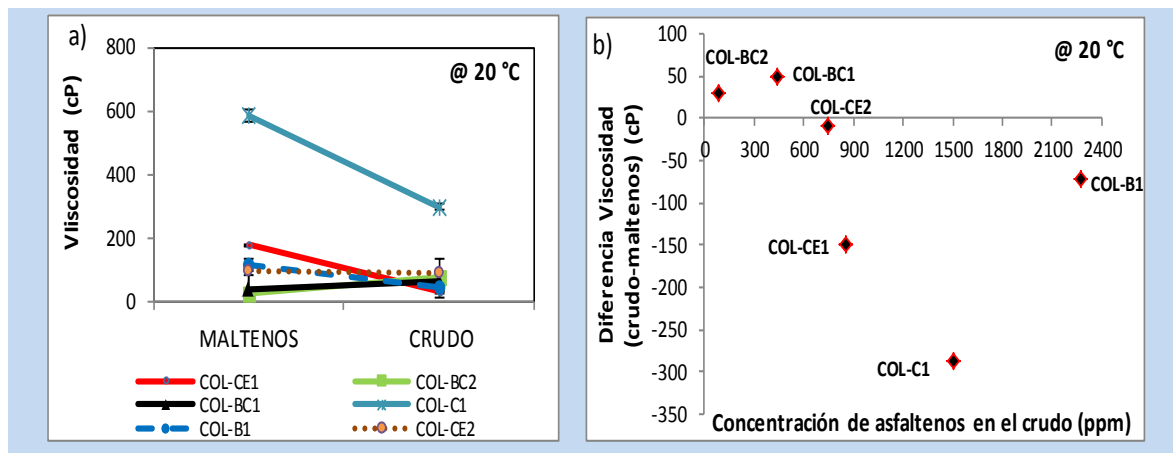 a)
@ 20 °C
Vliscosidad (cP)
800
600
400
200
0
MALTENOS CRUDO
COL-CE1 COL-BC2
COL-BC1 COL-C1
COL-B1 COL-CE2
b)
@ 20 °C
Diferencia Viscosidad
(crudo-maltenos) (cP)
100
50
0
-50
-100
-150
-200
-250
-300
-350
0 300 600 900 1200 1500 1800 2100 2400
COL-BC2
COL-BC1
COL-CE2
COL-B1
COL-CE1
COL-C1
Concentración de asfaltenos en el crudo (ppm)